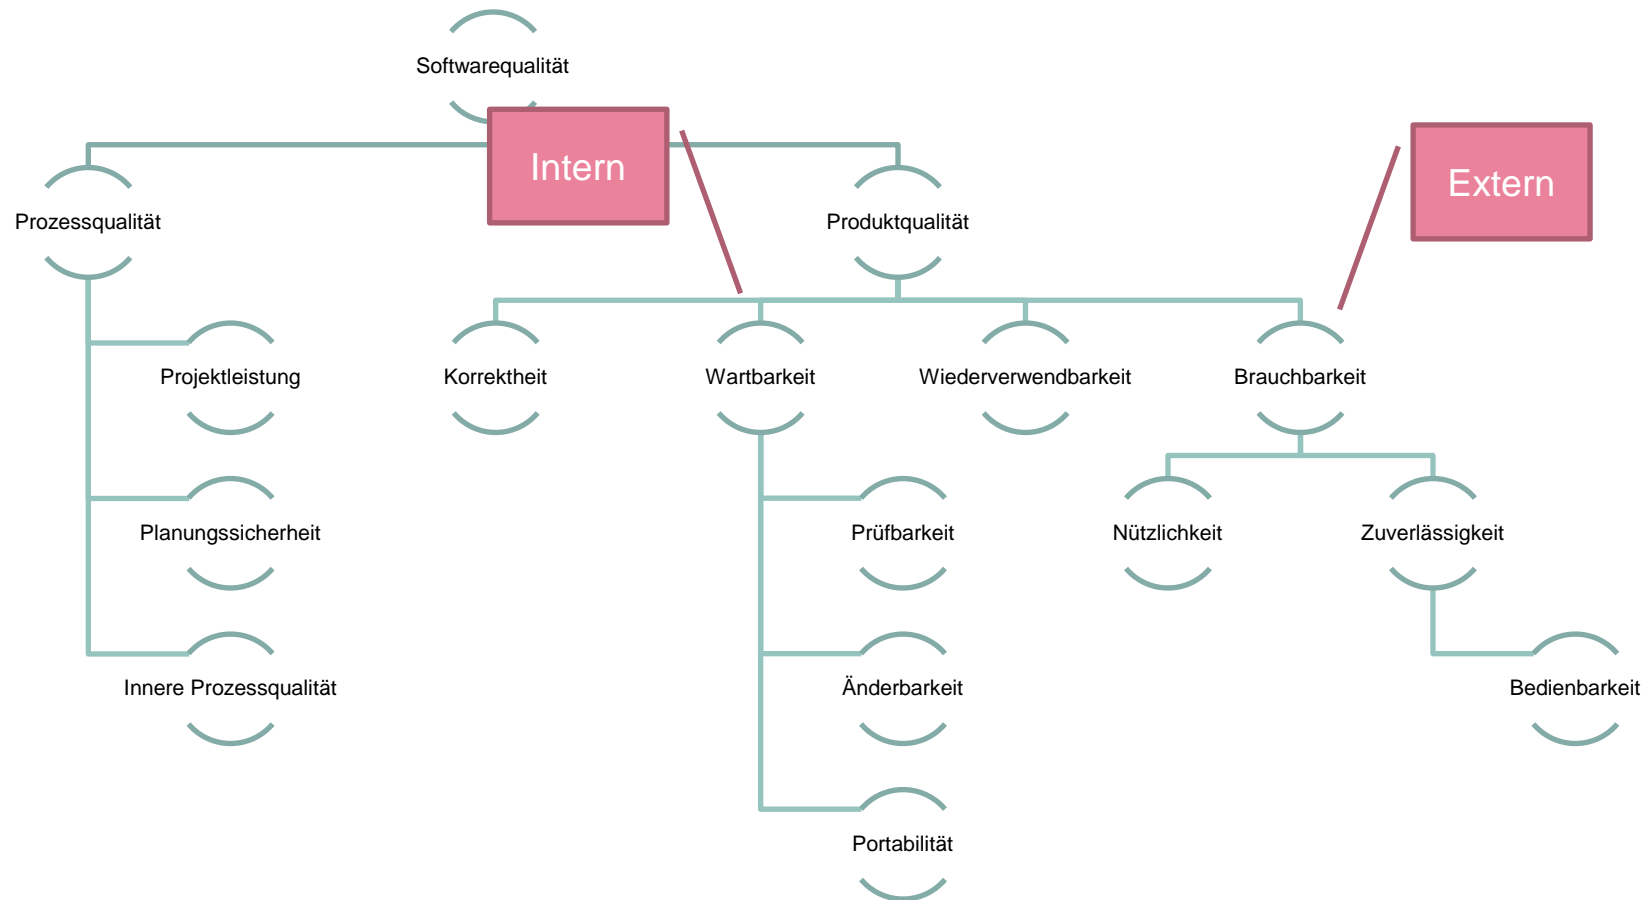 Softwarequalität
Intern
Extern
Prozessqualität
Produktqualität
Projektleistung
Korrektheit
Wartbarkeit
Wiederverwendbarkeit
Brauchbarkeit
Planungssicherheit
Prüfbarkeit
Nützlichkeit
Zuverlässigkeit
Innere Prozessqualität
Änderbarkeit
Bedienbarkeit
Portabilität